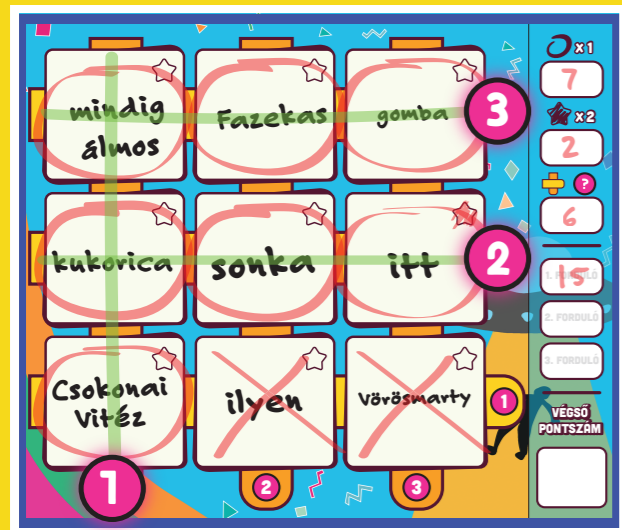 mindig
álmos
Fazekas
gomba
3
kukorica
sonka
itt
2
Csokonai
Vitéz
ilyen
Vörösmarty
1
1
2
3
x1
7
x2
2
?
6
1. FORDULÓ
15
2. FORDULÓ
3. FORDULÓ
VÉGSŐ
PONTSZÁM